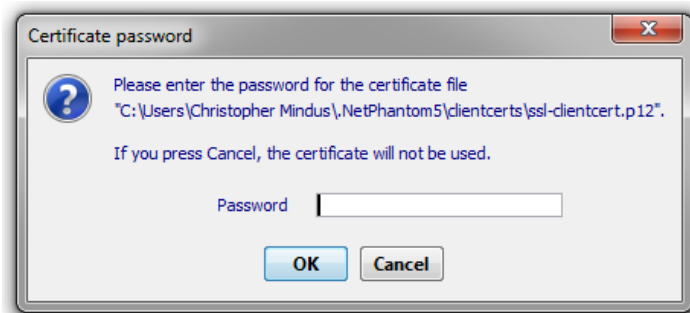 Certificate password
Please enter the password for the certificate file
"C:\Users\Christopher Mindus\.NetPhantom5\clientcerts\ssl-clientcert.p12".
If you press Cancel, the certificate will not be used.
Password
OK Cancel